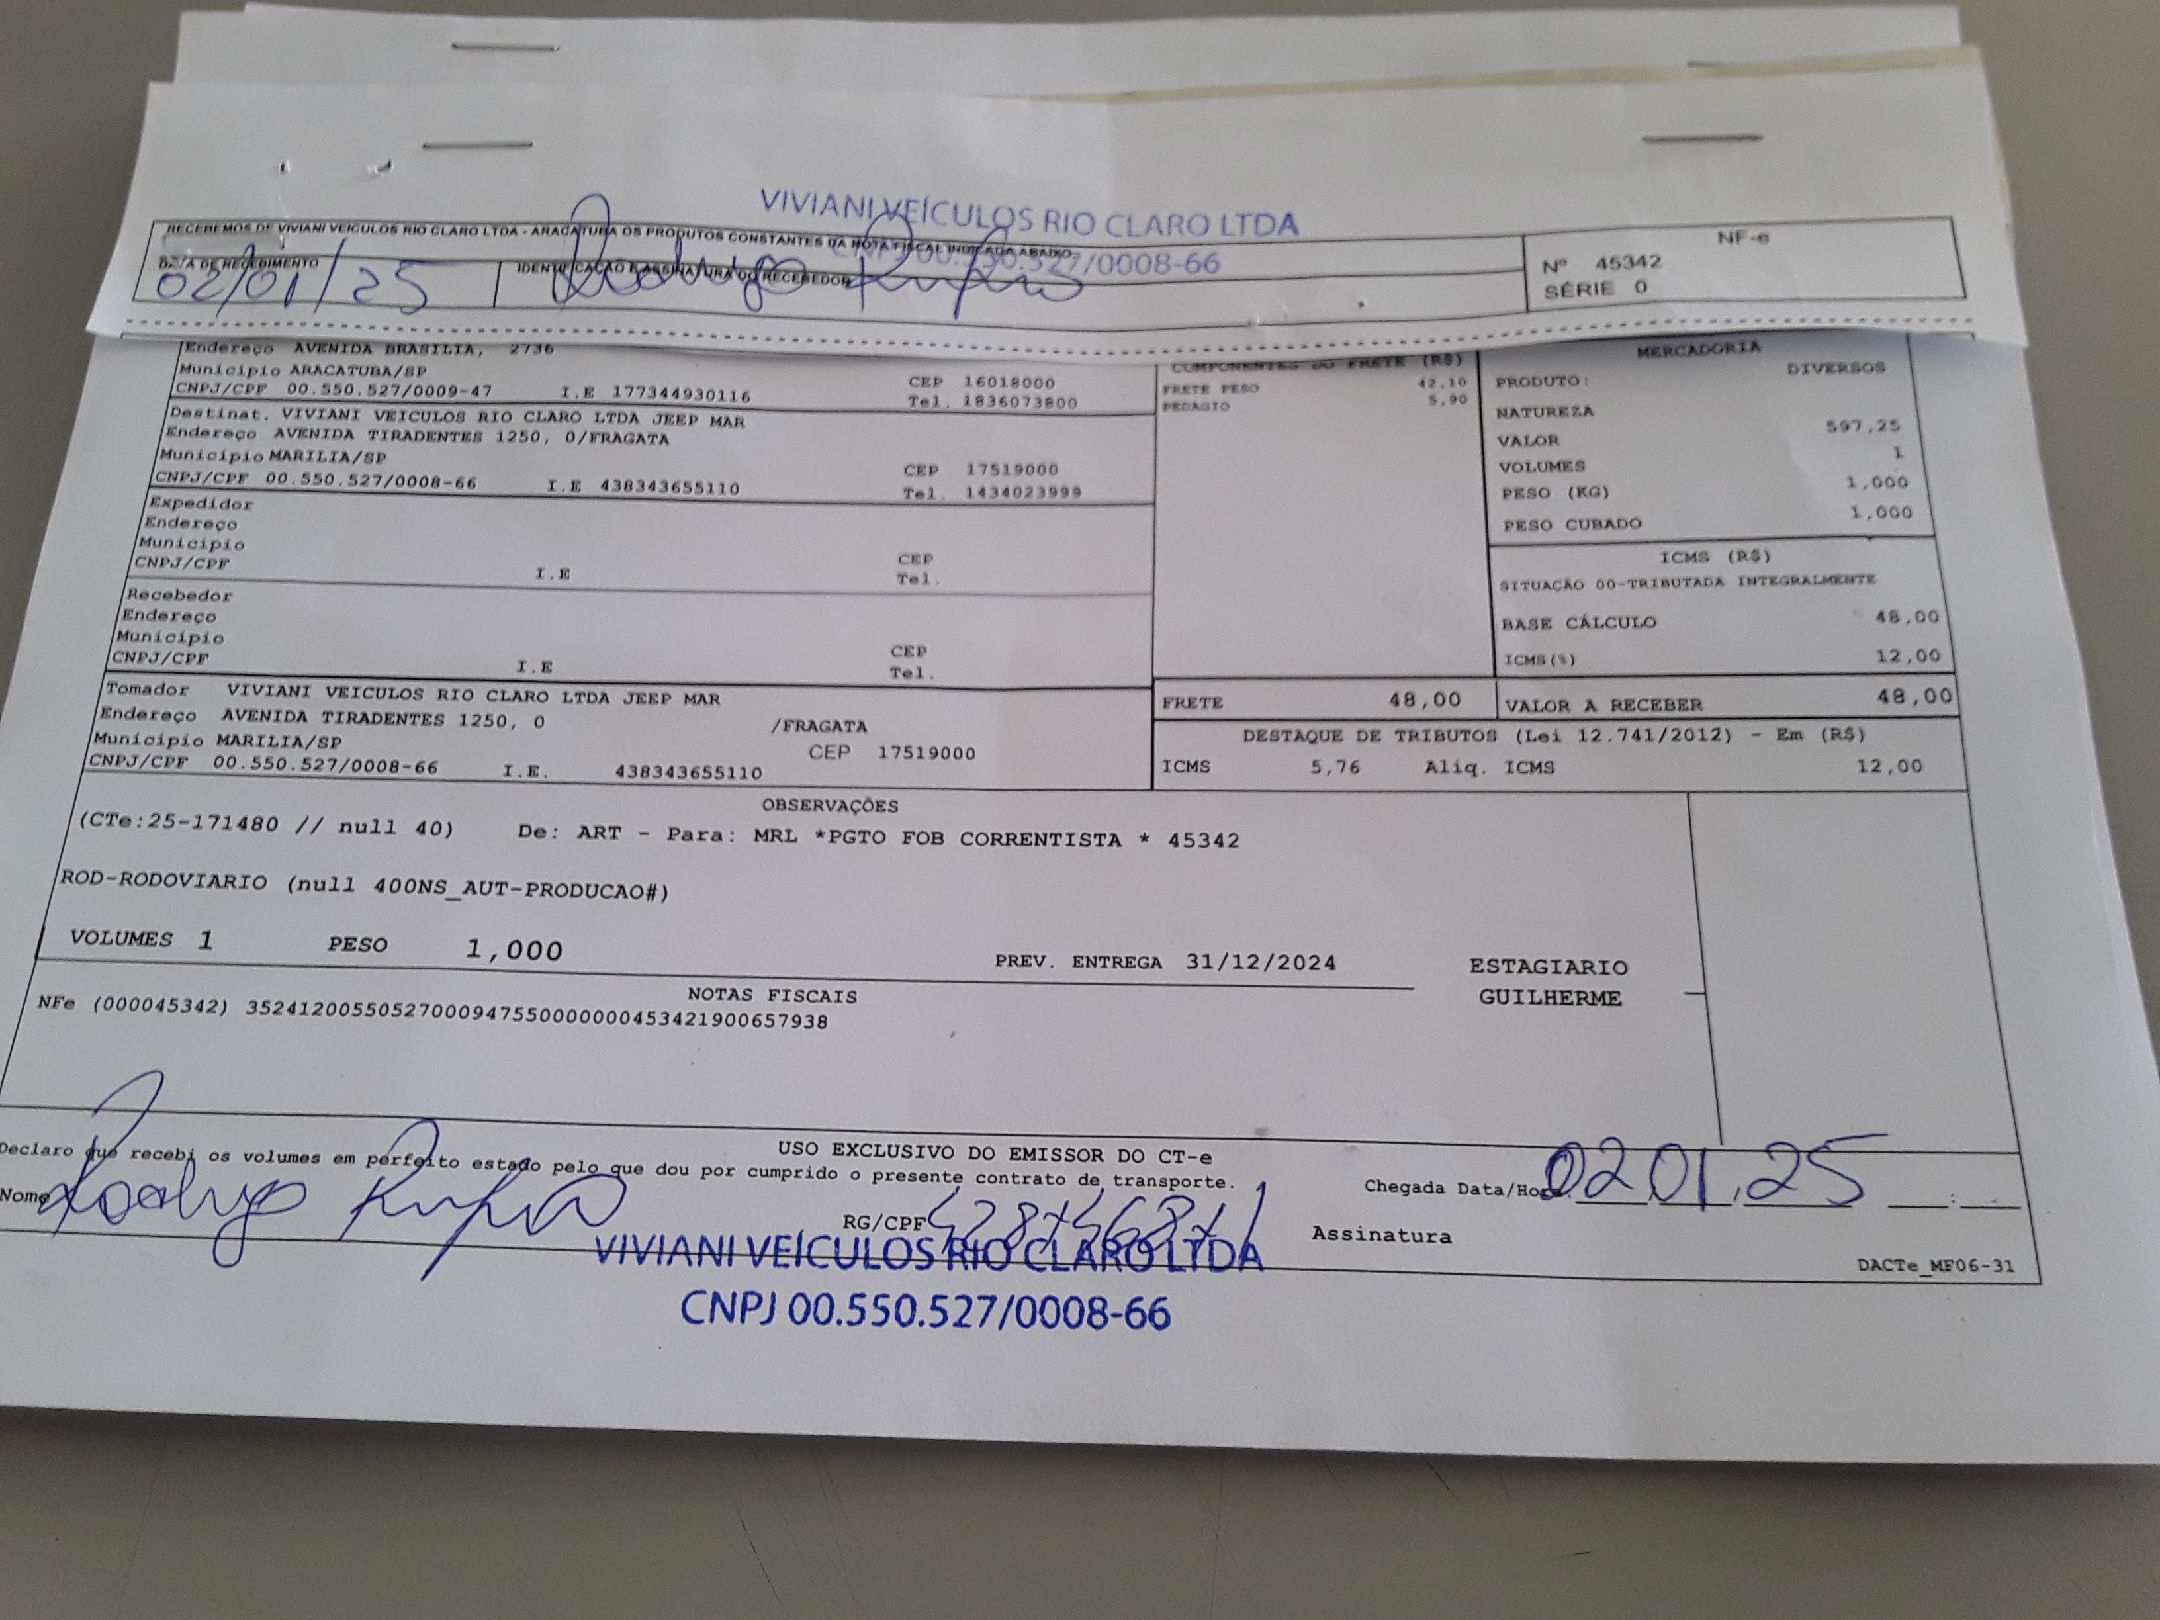 VIVIANI VEÍCULOS RIO CLARO LTDA
CNPJ 00.550.527/0008-66
RECEBEMOS DE VIVIANI VEICULOS RIO CLARO LTDA - ARACATUBA OS PRODUTOS CONSTANTES DA NOTA FISCAL INDICADA ABAIXO.
DATA DE RECEBIMENTO
02/01/25
IDENTIFICAÇÃO E ASSINATURA DO RECEBEDOR
NF-e
Nº 45342
SÉRIE 0
Endereço AVENIDA BRASILIA, 2736
Município ARACATUBA/SP
CEP 16018000
CNPJ/CPF 00.550.527/0009-47 I.E 177344930116 Tel. 1836073800
Destinat. VIVIANI VEICULOS RIO CLARO LTDA JEEP MAR
Endereço AVENIDA TIRADENTES 1250, 0/FRAGATA
Município MARILIA/SP CEP 17519000
CNPJ/CPF 00.550.527/0008-66 I.E 438343655110 Tel. 1434023999
Expedidor
Endereço
Município CEP
CNPJ/CPF I.E Tel.
Recebedor
Endereço
Município CEP
CNPJ/CPF I.E Tel.
Tomador VIVIANI VEICULOS RIO CLARO LTDA JEEP MAR
Endereço AVENIDA TIRADENTES 1250, 0 /FRAGATA
Município MARILIA/SP CEP 17519000
CNPJ/CPF 00.550.527/0008-66 I.E. 438343655110
COMPONENTES DO FRETE (R$)
FRETE PESO 42,10
PEDAGIO 5,90
MERCADORIA
PRODUTO: DIVERSOS
NATUREZA
VALOR 597,25
VOLUMES 1
PESO (KG) 1,000
PESO CUBADO 1,000
ICMS (R$)
SITUAÇÃO 00-TRIBUTADA INTEGRALMENTE
BASE CÁLCULO 48,00
ICMS(%) 12,00
FRETE 48,00 VALOR A RECEBER 48,00
DESTAQUE DE TRIBUTOS (Lei 12.741/2012) - Em (R$)
ICMS 5,76 Aliq. ICMS 12,00
OBSERVAÇÕES
(CTe:25-171480 // null 40) De: ART - Para: MRL *PGTO FOB CORRENTISTA * 45342
ROD-RODOVIARIO (null 400NS_AUT-PRODUCAO#)
VOLUMES 1 PESO 1,000 PREV. ENTREGA 31/12/2024
ESTAGIARIO
GUILHERME
NOTAS FISCAIS
NFe (000045342) 35241200550527000947550000000453421900657938
USO EXCLUSIVO DO EMISSOR DO CT-e
Declaro que recebi os volumes em perfeito estado pelo que dou por cumprido o presente contrato de transporte.
Nome RG/CPF Assinatura
Chegada Data/Hora 02 01 25 :
VIVIANI VEÍCULOS RIO CLARO LTDA
CNPJ 00.550.527/0008-66
DACTe_MF06-31